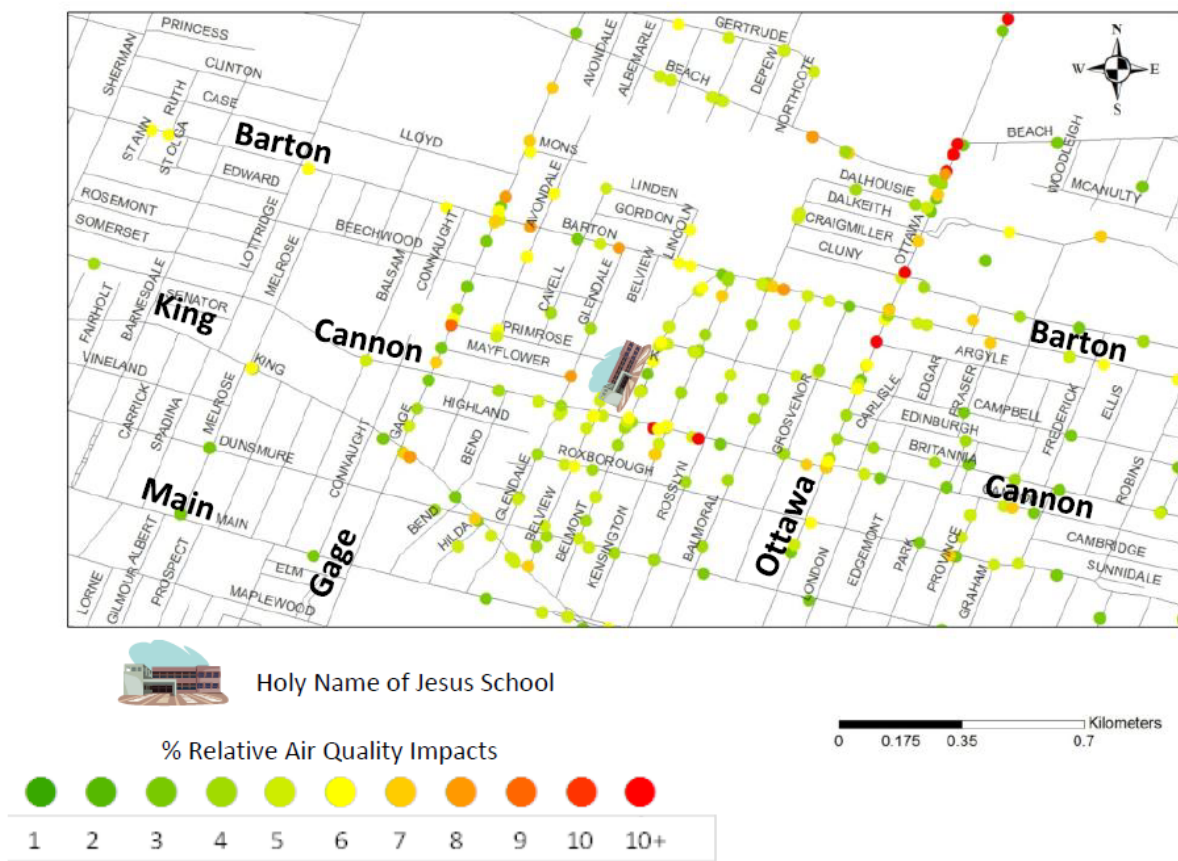 PRINCESS
SHERMAN
CLINTON
CASE
RUTH
ST ANN
ST OLGA
Barton
LLOYD
EDWARD
ROSEMONT
SOMERSET
LOTTRIDGE
MELROSE
BEECHWOOD
BALSAM
CONNAUGHT
AVONDALE
ALBEMARLE
GERTRUDE
BEACH
DEPEW
NORTHCOTE
N
W
E
S
MONS
AVONDALE
LINDEN
GORDON
BARTON
LINCOLN
CAVELL
GLENDALE
BELVIEW
BEACH
WOODLEIGH
MCANULTY
DALHOUSIE
DALKEITH
CRAIGMILLER
CLUNY
OTTAWA
FAIRHOLT
BARNESDALE
SENATOR
King
Cannon
PRIMROSE
MAYFLOWER
K
VINELAND
KING
CARRICK
SPADINA
MELROSE
DUNSMURE
CONNAUGHT
GAGE
HIGHLAND
BEND
ROXBOROUGH
GROSVENOR
CARLISLE
EDGAR
FRASER
ARGYLE
Barton
CAMPBELL
EDINBURGH
BRITANNIA
FREDERICK
ELLIS
ROBINS
Cannon
Main
MAIN
Gage
BEND
HILDA
GLENDALE
BELVIEW
BELMONT
KENSINGTON
ROSSLYN
BALMORAL
Ottawa
LONDON
EDGEMONT
PARK
PROVINCE
GRAHAM
CAMBRIDGE
SUNNIDALE
LORNE
GILMOUR
ALBERT
PROSPECT
ELM
MAPLEWOOD
Holy Name of Jesus School
Kilometers
0 0.175 0.35 0.7
% Relative Air Quality Impacts
1 2 3 4 5 6 7 8 9 10 10+